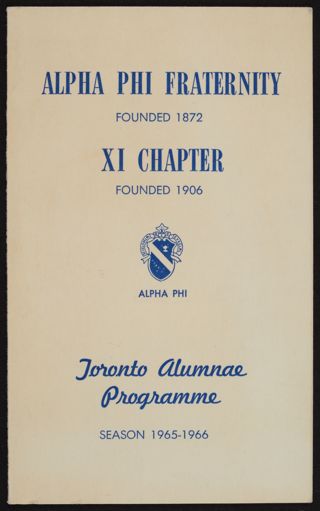 ALPHA PHI FRATERNITY
FOUNDED 1872
XI CHAPTER
FOUNDED 1906
ALPHA PHI
Toronto Alumnae
Programme
SEASON 1965-1966